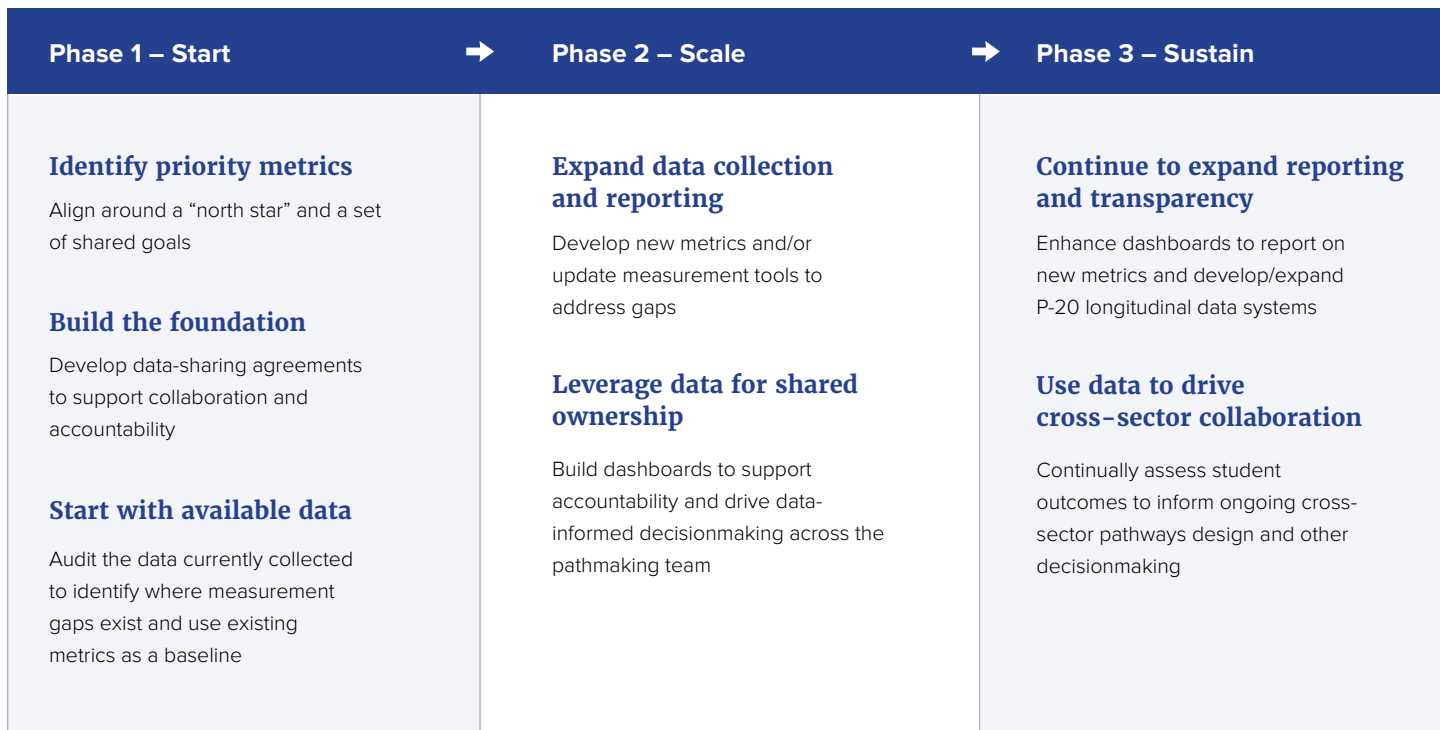 Phase 1 – Start
Phase 2 – Scale
Phase 3 – Sustain
Identify priority metrics
Align around a “north star” and a set
of shared goals
Build the foundation
Develop data-sharing agreements
to support collaboration and
accountability
Start with available data
Audit the data currently collected
to identify where measurement
gaps exist and use existing
metrics as a baseline
Expand data collection
and reporting
Develop new metrics and/or
update measurement tools to
address gaps
Leverage data for shared
ownership
Build dashboards to support
accountability and drive data-
informed decisionmaking across the
pathmaking team
Continue to expand reporting
and transparency
Enhance dashboards to report on
new metrics and develop/expand
P-20 longitudinal data systems
Use data to drive
cross-sector collaboration
Continually assess student
outcomes to inform ongoing cross-
sector pathways design and other
decisionmaking